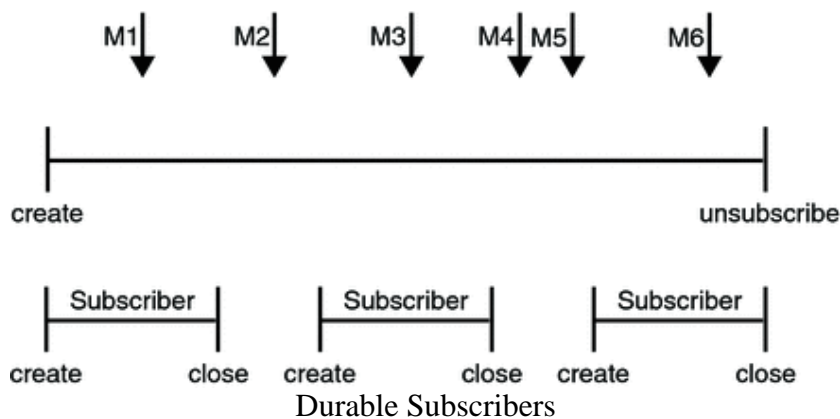 M1 M2 M3 M4 M5 M6
create unsubscribe
Subscriber Subscriber Subscriber
create close create close create close
Durable Subscribers